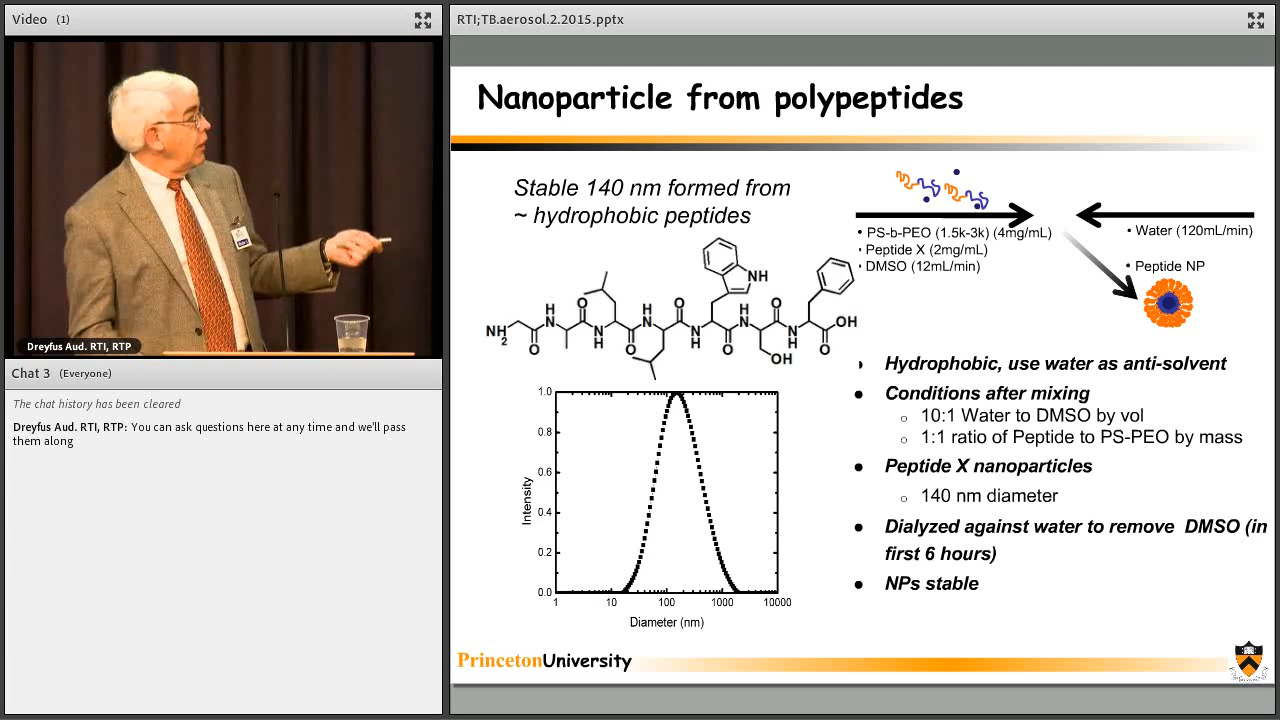 Video (1)
RTI;TB.aerosol.2.2015.pptx
Dreyfus Aud. RTI, RTP
Chat 3 (Everyone)
The chat history has been cleared
Dreyfus Aud. RTI, RTP: You can ask questions here at any time and we'll pass
them along
Nanoparticle from polypeptides
Stable 140 nm formed from
~ hydrophobic peptides
• PS-b-PEO (1.5k-3k) (4mg/mL)
• Peptide X (2mg/mL)
• DMSO (12mL/min)
• Water (120mL/min)
• Peptide NP
NH2
O
H
N
N
H
O
H
N
O
N
H
O
NH
H
N
O
OH
O
N
H
OH
O
Intensity
1.0
0.8
0.6
0.4
0.2
0.0
1 10 100 1000 10000
Diameter (nm)
Hydrophobic, use water as anti-solvent
● Conditions after mixing
○ 10:1 Water to DMSO by vol
○ 1:1 ratio of Peptide to PS-PEO by mass
● Peptide X nanoparticles
○ 140 nm diameter
● Dialyzed against water to remove DMSO (in
first 6 hours)
● NPs stable
PrincetonUniversity